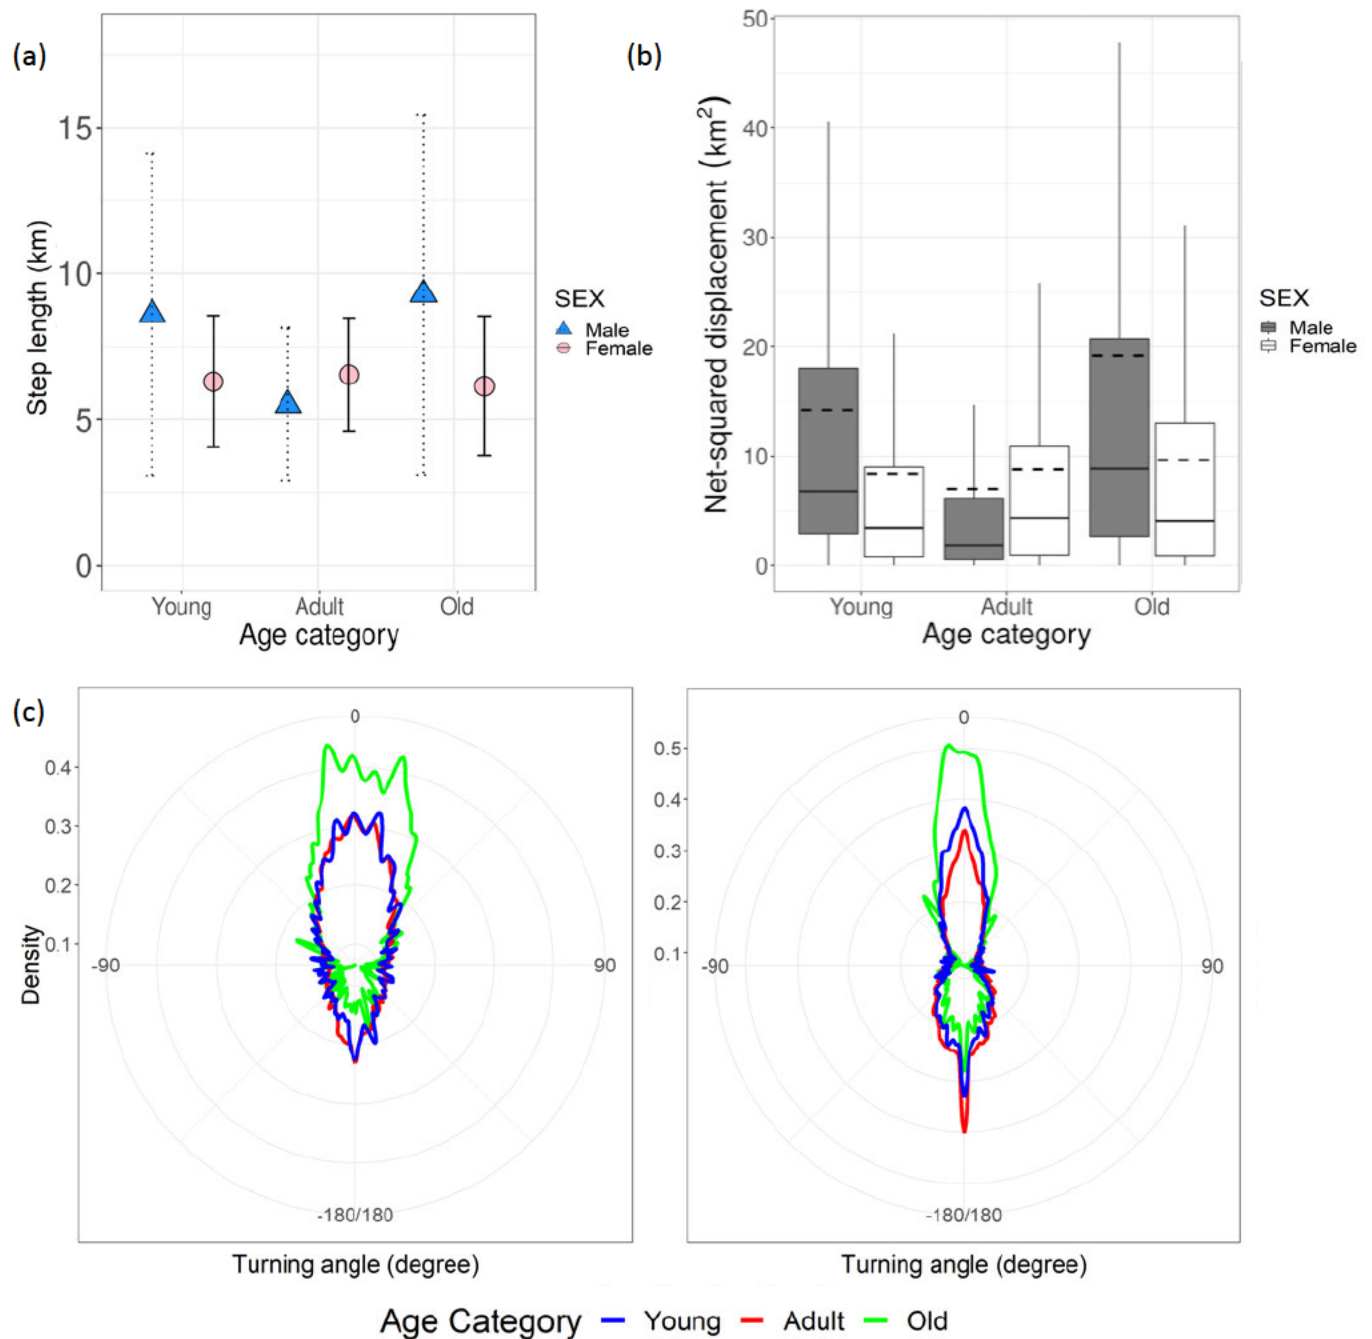 (a)
Step length (km)
15
10
5
0
Young Adult Old
Age category
SEX
Male
Female
(b)
Net-squared displacement (km²)
50
40
30
20
10
0
Young Adult Old
Age category
SEX
Male
Female
(c)
Density
0.4
0.3
0.2
0.1
0
-90
90
-180/180
Turning angle (degree)
0.5
0.4
0.3
0.2
0.1
0
-90
90
-180/180
Turning angle (degree)
Age Category Young Adult Old